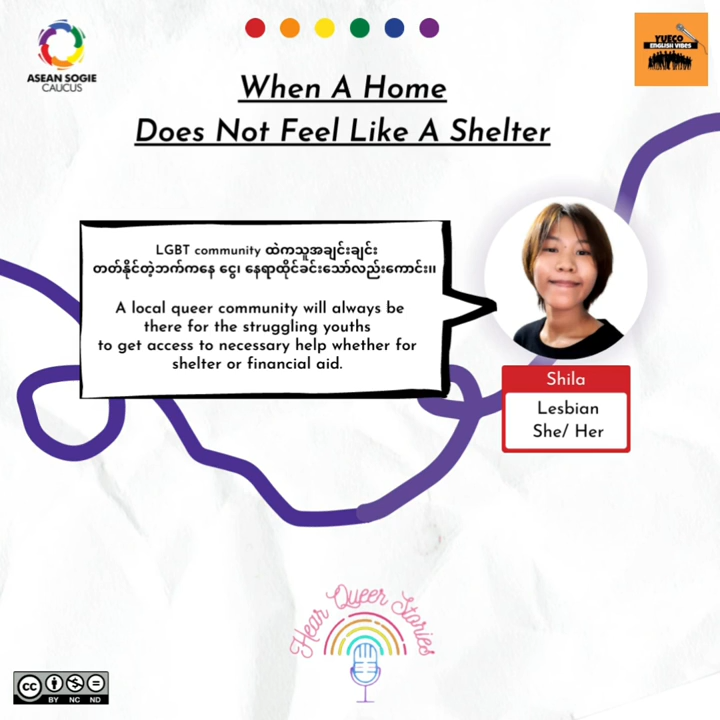 ASEAN SOGIE
CAUCUS
YUECO
ENGLISH VIBES
When A Home
Does Not Feel Like A Shelter
LGBT community ထဲကသူအချင်းချင်း
တတ်နိုင်တဲ့ဘက်ကနေ ငွေ၊ နေရာထိုင်ခင်းသော်လည်းကောင်း။
A local queer community will always be
there for the struggling youths
to get access to necessary help whether for
shelter or financial aid.
Shila
Lesbian
She/ Her
Hear Queer Stories
cc
BY NC ND